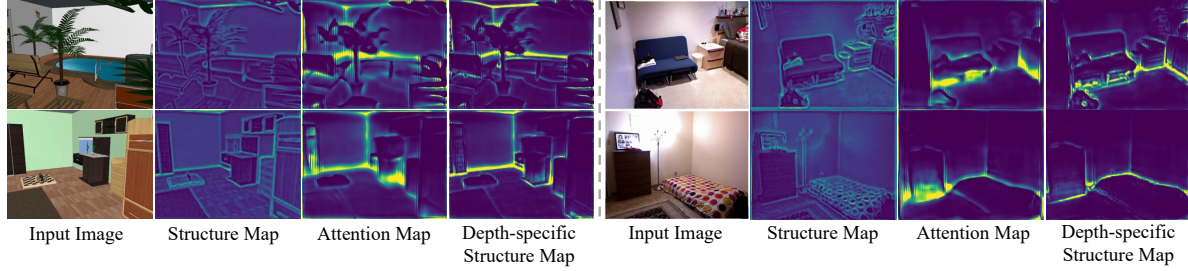 Input Image
Structure Map
Attention Map
Depth-specific
Structure Map
Input Image
Structure Map
Attention Map
Depth-specific
Structure Map